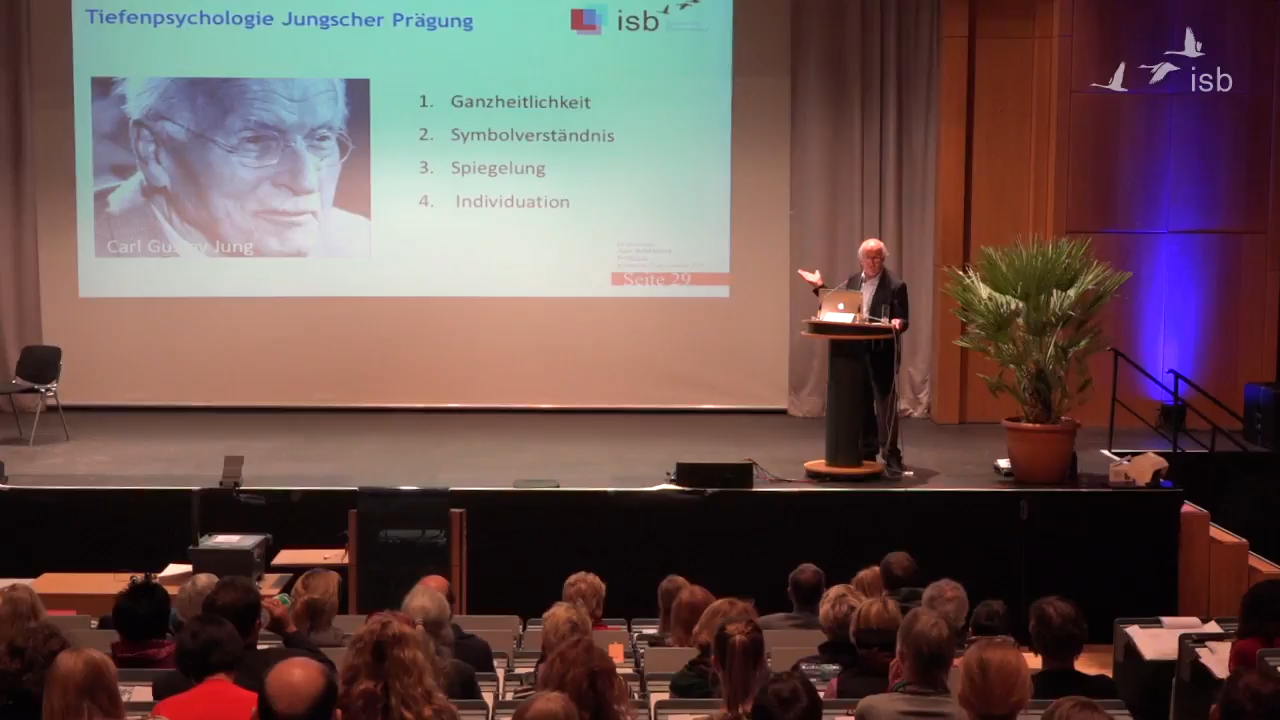 Tiefenpsychologie Jungscher Prägung
isb
isb
1. Ganzheitlichkeit
2. Symbolverständnis
3. Spiegelung
4. Individuation
Carl Gustav Jung
Seite 29